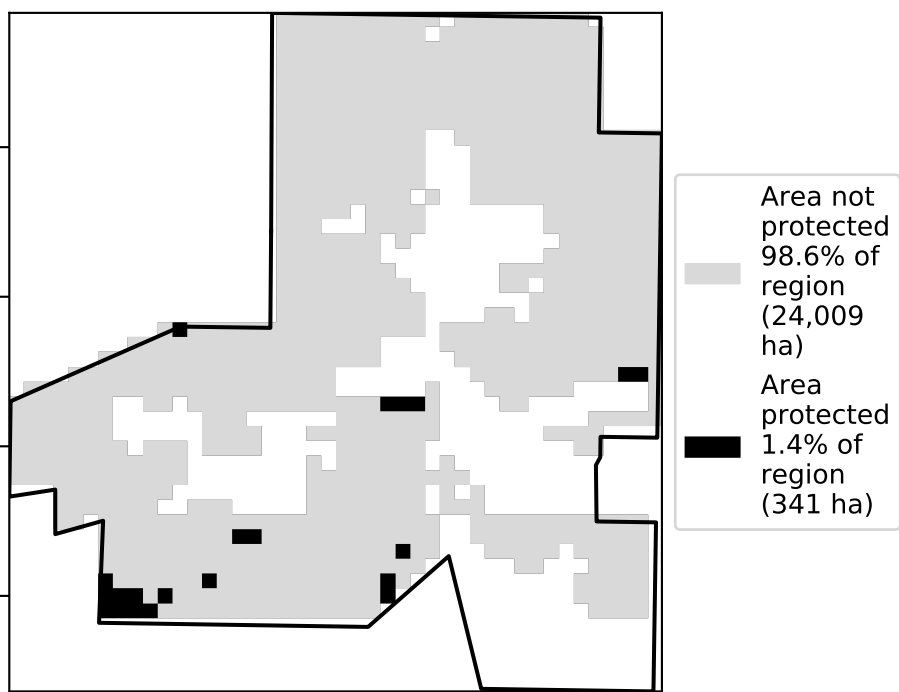 Area not
protected
98.6% of
region
(24,009
ha)
Area
protected
1.4% of
region
(341 ha)